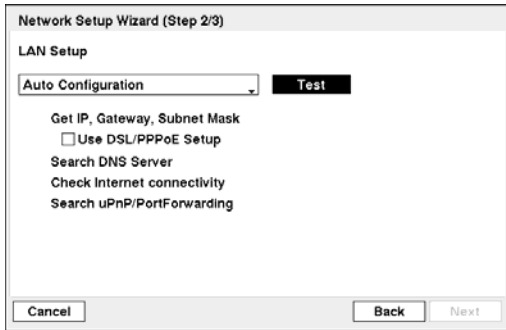 Network Setup Wizard (Step 2/3)
LAN Setup
Auto Configuration
Test
Get IP, Gateway, Subnet Mask
Use DSL/PPPoE Setup
Search DNS Server
Check Internet connectivity
Search uPnP/PortForwarding
Cancel
Back
Next